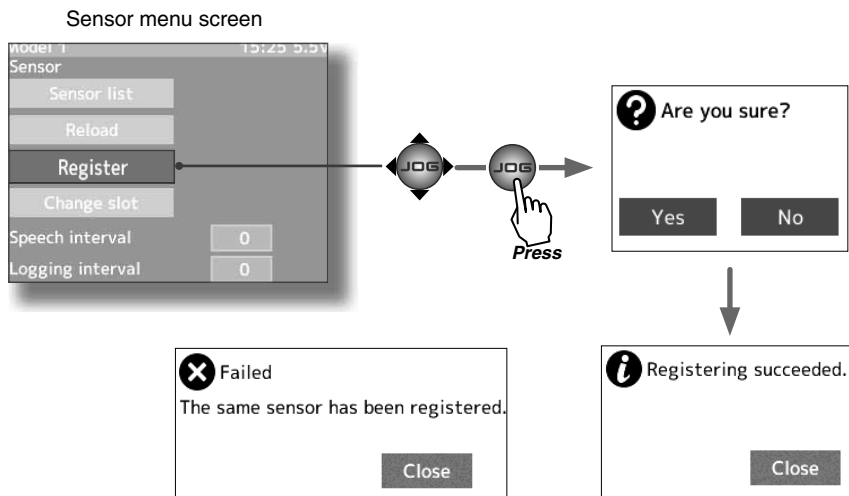 Sensor menu screen
Model 1 15:25 5.5V
Sensor
Sensor list
Reload
Register
Change slot
Speech interval 0
Logging interval 0
JOG
JOG
Press
Are you sure?
Yes No
Failed
The same sensor has been registered.
Close
Registering succeeded.
Close